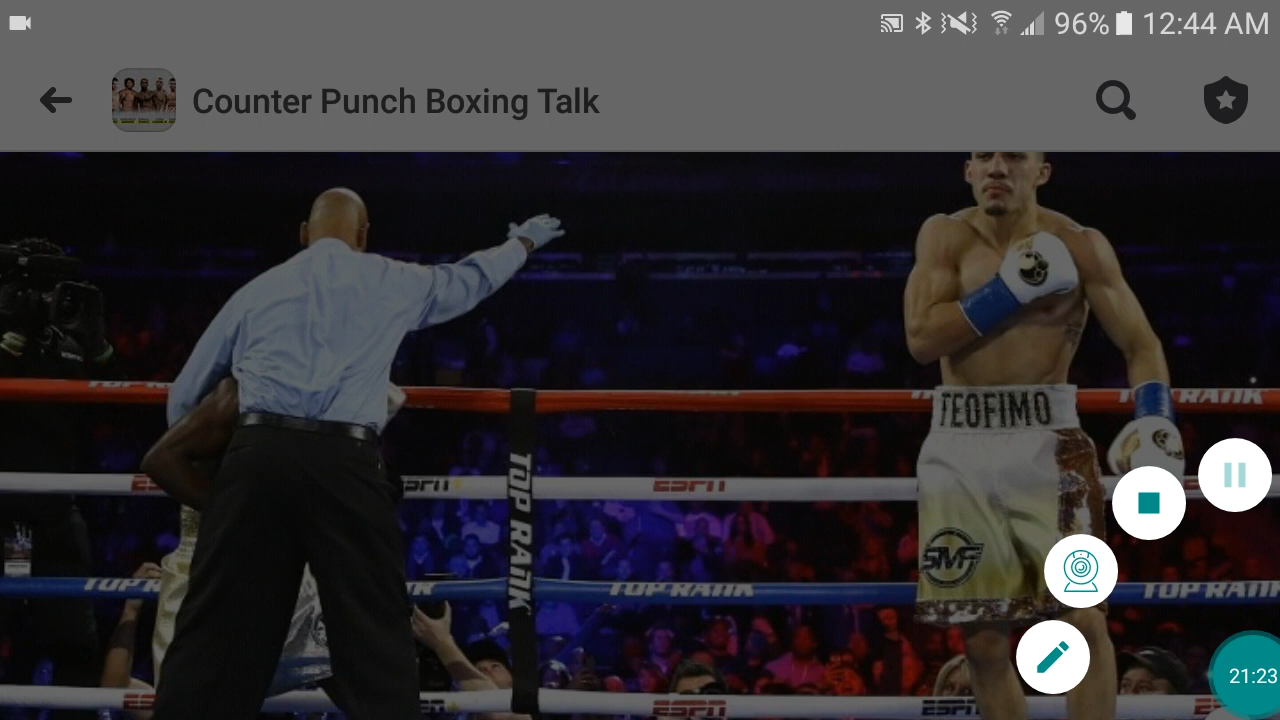 96% 12:44 AM
Counter Punch Boxing Talk
TOP RANK
TEOFIMO
ESPN+
ESPN
TOP RANK
SMF
TOP RANK
TOP RANK
TOP RANK
21:23
ESPN
ESPN